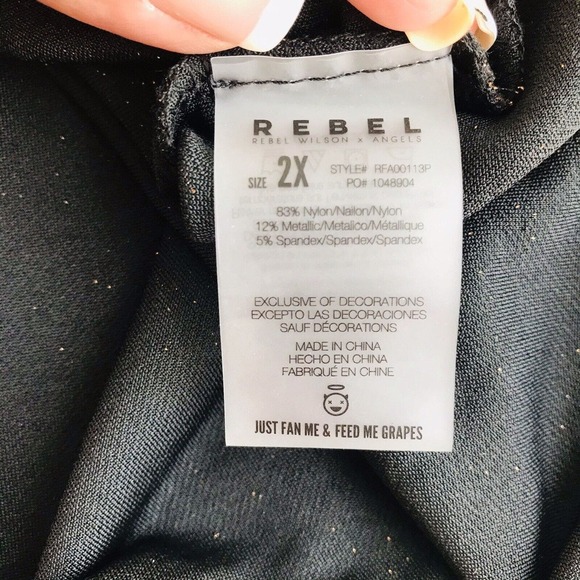 REBEL
REBEL WILSON x ANGELS
SIZE 2X
STYLE# RFA00113P
PO# 1048904
83% Nylon/Nailon/Nylon
12% Metallic/Metalico/Métallique
5% Spandex/Spandex/Spandex
EXCLUSIVE OF DECORATIONS
EXCEPTO LAS DECORACIONES
SAUF DÉCORATIONS
MADE IN CHINA
HECHO EN CHINA
FABRIQUÉ EN CHINE
JUST FAN ME & FEED ME GRAPES